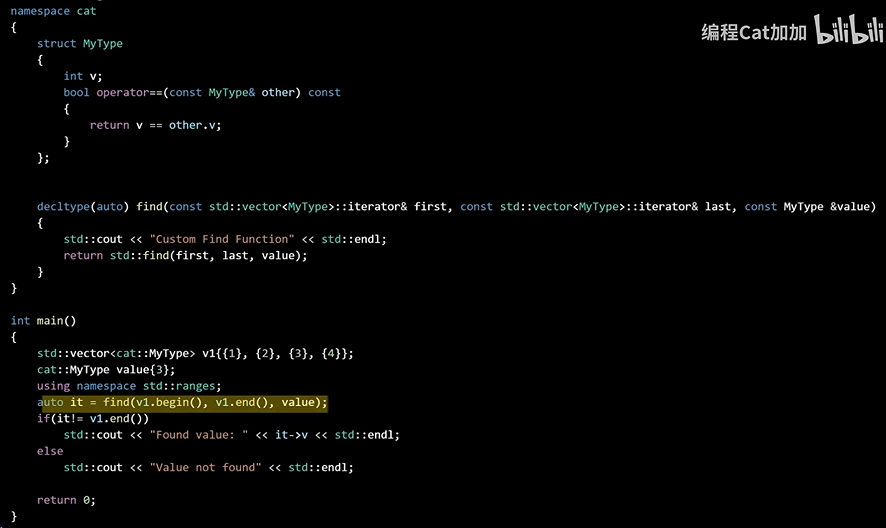 编程Cat加加 bilibili
namespace cat
{
    struct MyType
    {
        int v;
        bool operator==(const MyType& other) const
        {
            return v == other.v;
        }
    };
    decltype(auto) find(const std::vector<MyType>::iterator& first, const std::vector<MyType>::iterator& last, const MyType &value)
    {
        std::cout << "Custom Find Function" << std::endl;
        return std::find(first, last, value);
    }
}
int main()
{
    std::vector<cat::MyType> v1{{1}, {2}, {3}, {4}};
    cat::MyType value{3};
    using namespace std::ranges;
    auto it = find(v1.begin(), v1.end(), value);
    if(it!= v1.end())
        std::cout << "Found value: " << it->v << std::endl;
    else
        std::cout << "Value not found" << std::endl;
    return 0;
}